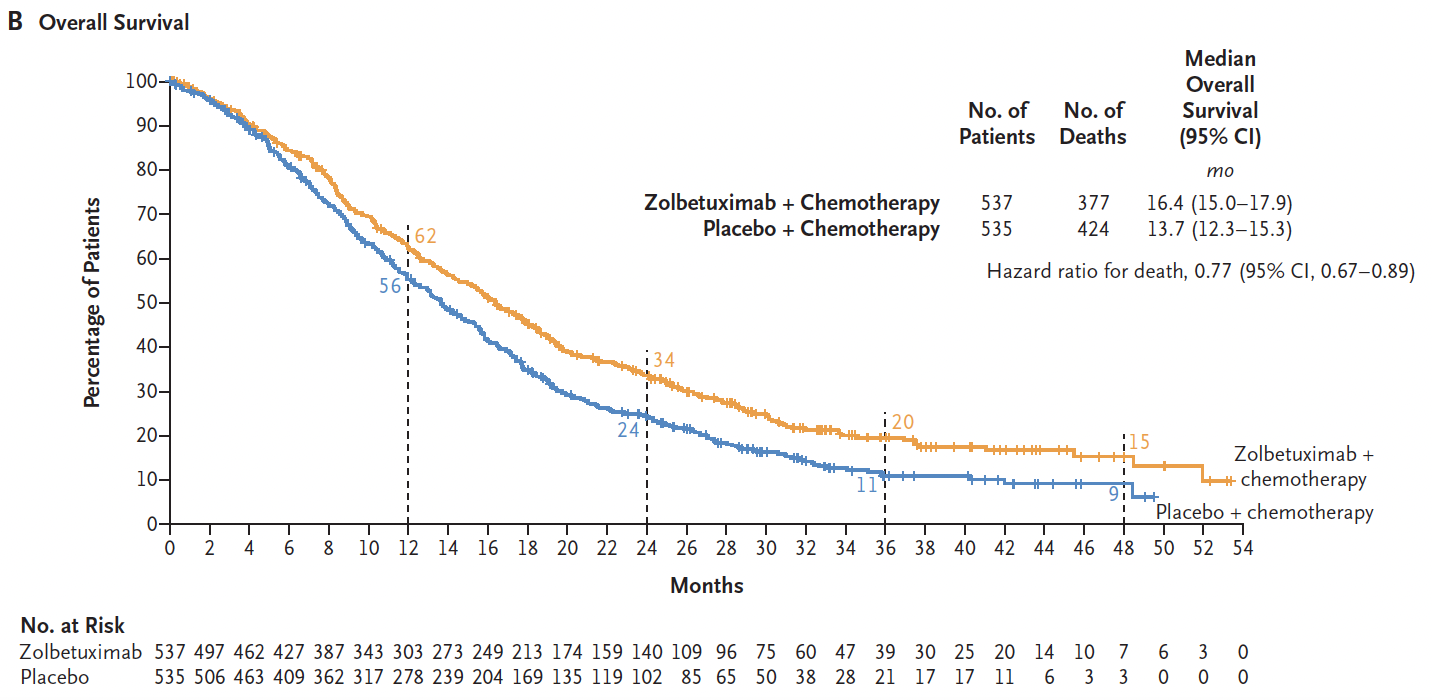 B Overall Survival
Median
Overall
No. of No. of Survival
Patients Deaths (95% CI)
mo
Zolbetuximab + Chemotherapy 537 377 16.4 (15.0–17.9)
Placebo + Chemotherapy 535 424 13.7 (12.3–15.3)
Hazard ratio for death, 0.77 (95% CI, 0.67–0.89)
Percentage of Patients
100
90
80
70
60
50
40
30
20
10
0
62
56
34
24
20
11
15
9
Zolbetuximab +
chemotherapy
Placebo + chemotherapy
0 2 4 6 8 10 12 14 16 18 20 22 24 26 28 30 32 34 36 38 40 42 44 46 48 50 52 54
Months
No. at Risk
Zolbetuximab 537 497 462 427 387 343 303 273 249 213 174 159 140 109 96 75 60 47 39 30 25 20 14 10 7 6 3 0
Placebo 535 506 463 409 362 317 278 239 204 169 135 119 102 85 65 50 38 28 21 17 17 11 6 3 3 0 0 0